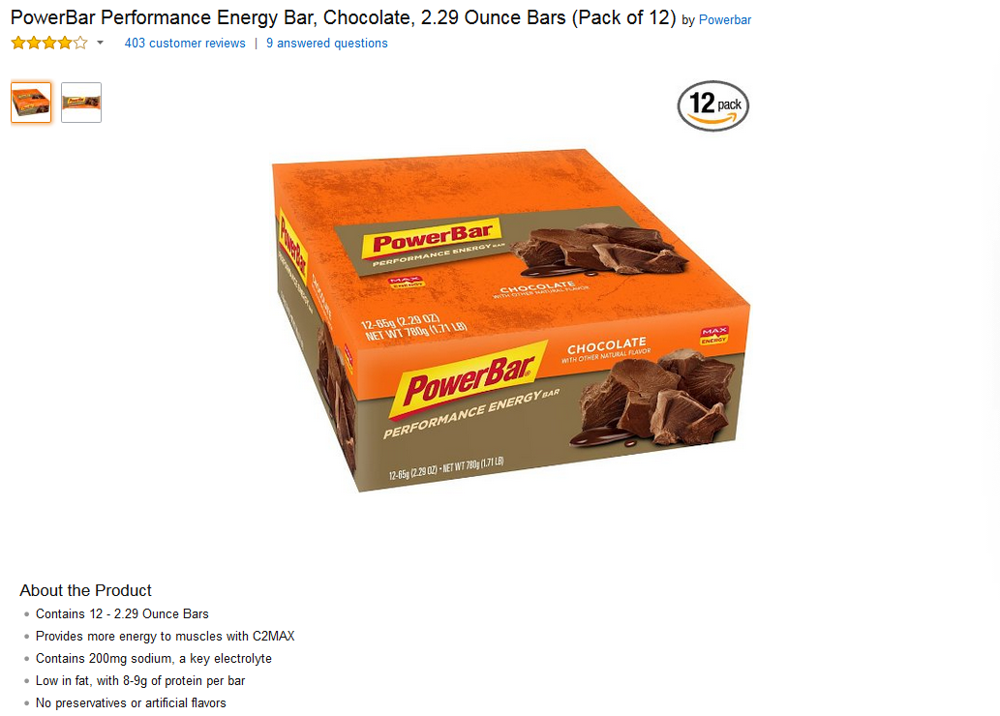 PowerBar Performance Energy Bar, Chocolate, 2.29 Ounce Bars (Pack of 12) by Powerbar
403 customer reviews | 9 answered questions
12 pack
PowerBar
PERFORMANCE ENERGY BAR
MAX
ENERGY
CHOCOLATE
WITH OTHER NATURAL FLAVOR
12-65g (2.29 OZ)
NET WT 780g (1.71 LB)
PowerBar
PERFORMANCE ENERGY
CHOCOLATE
PowerBar
PERFORMANCE ENERGY BAR
CHOCOLATE
WITH OTHER NATURAL FLAVOR
MAX
ENERGY
12-65g (2.29 OZ) • NET WT 780g (1.71 LB)
About the Product
Contains 12 - 2.29 Ounce Bars
Provides more energy to muscles with C2MAX
Contains 200mg sodium, a key electrolyte
Low in fat, with 8-9g of protein per bar
No preservatives or artificial flavors